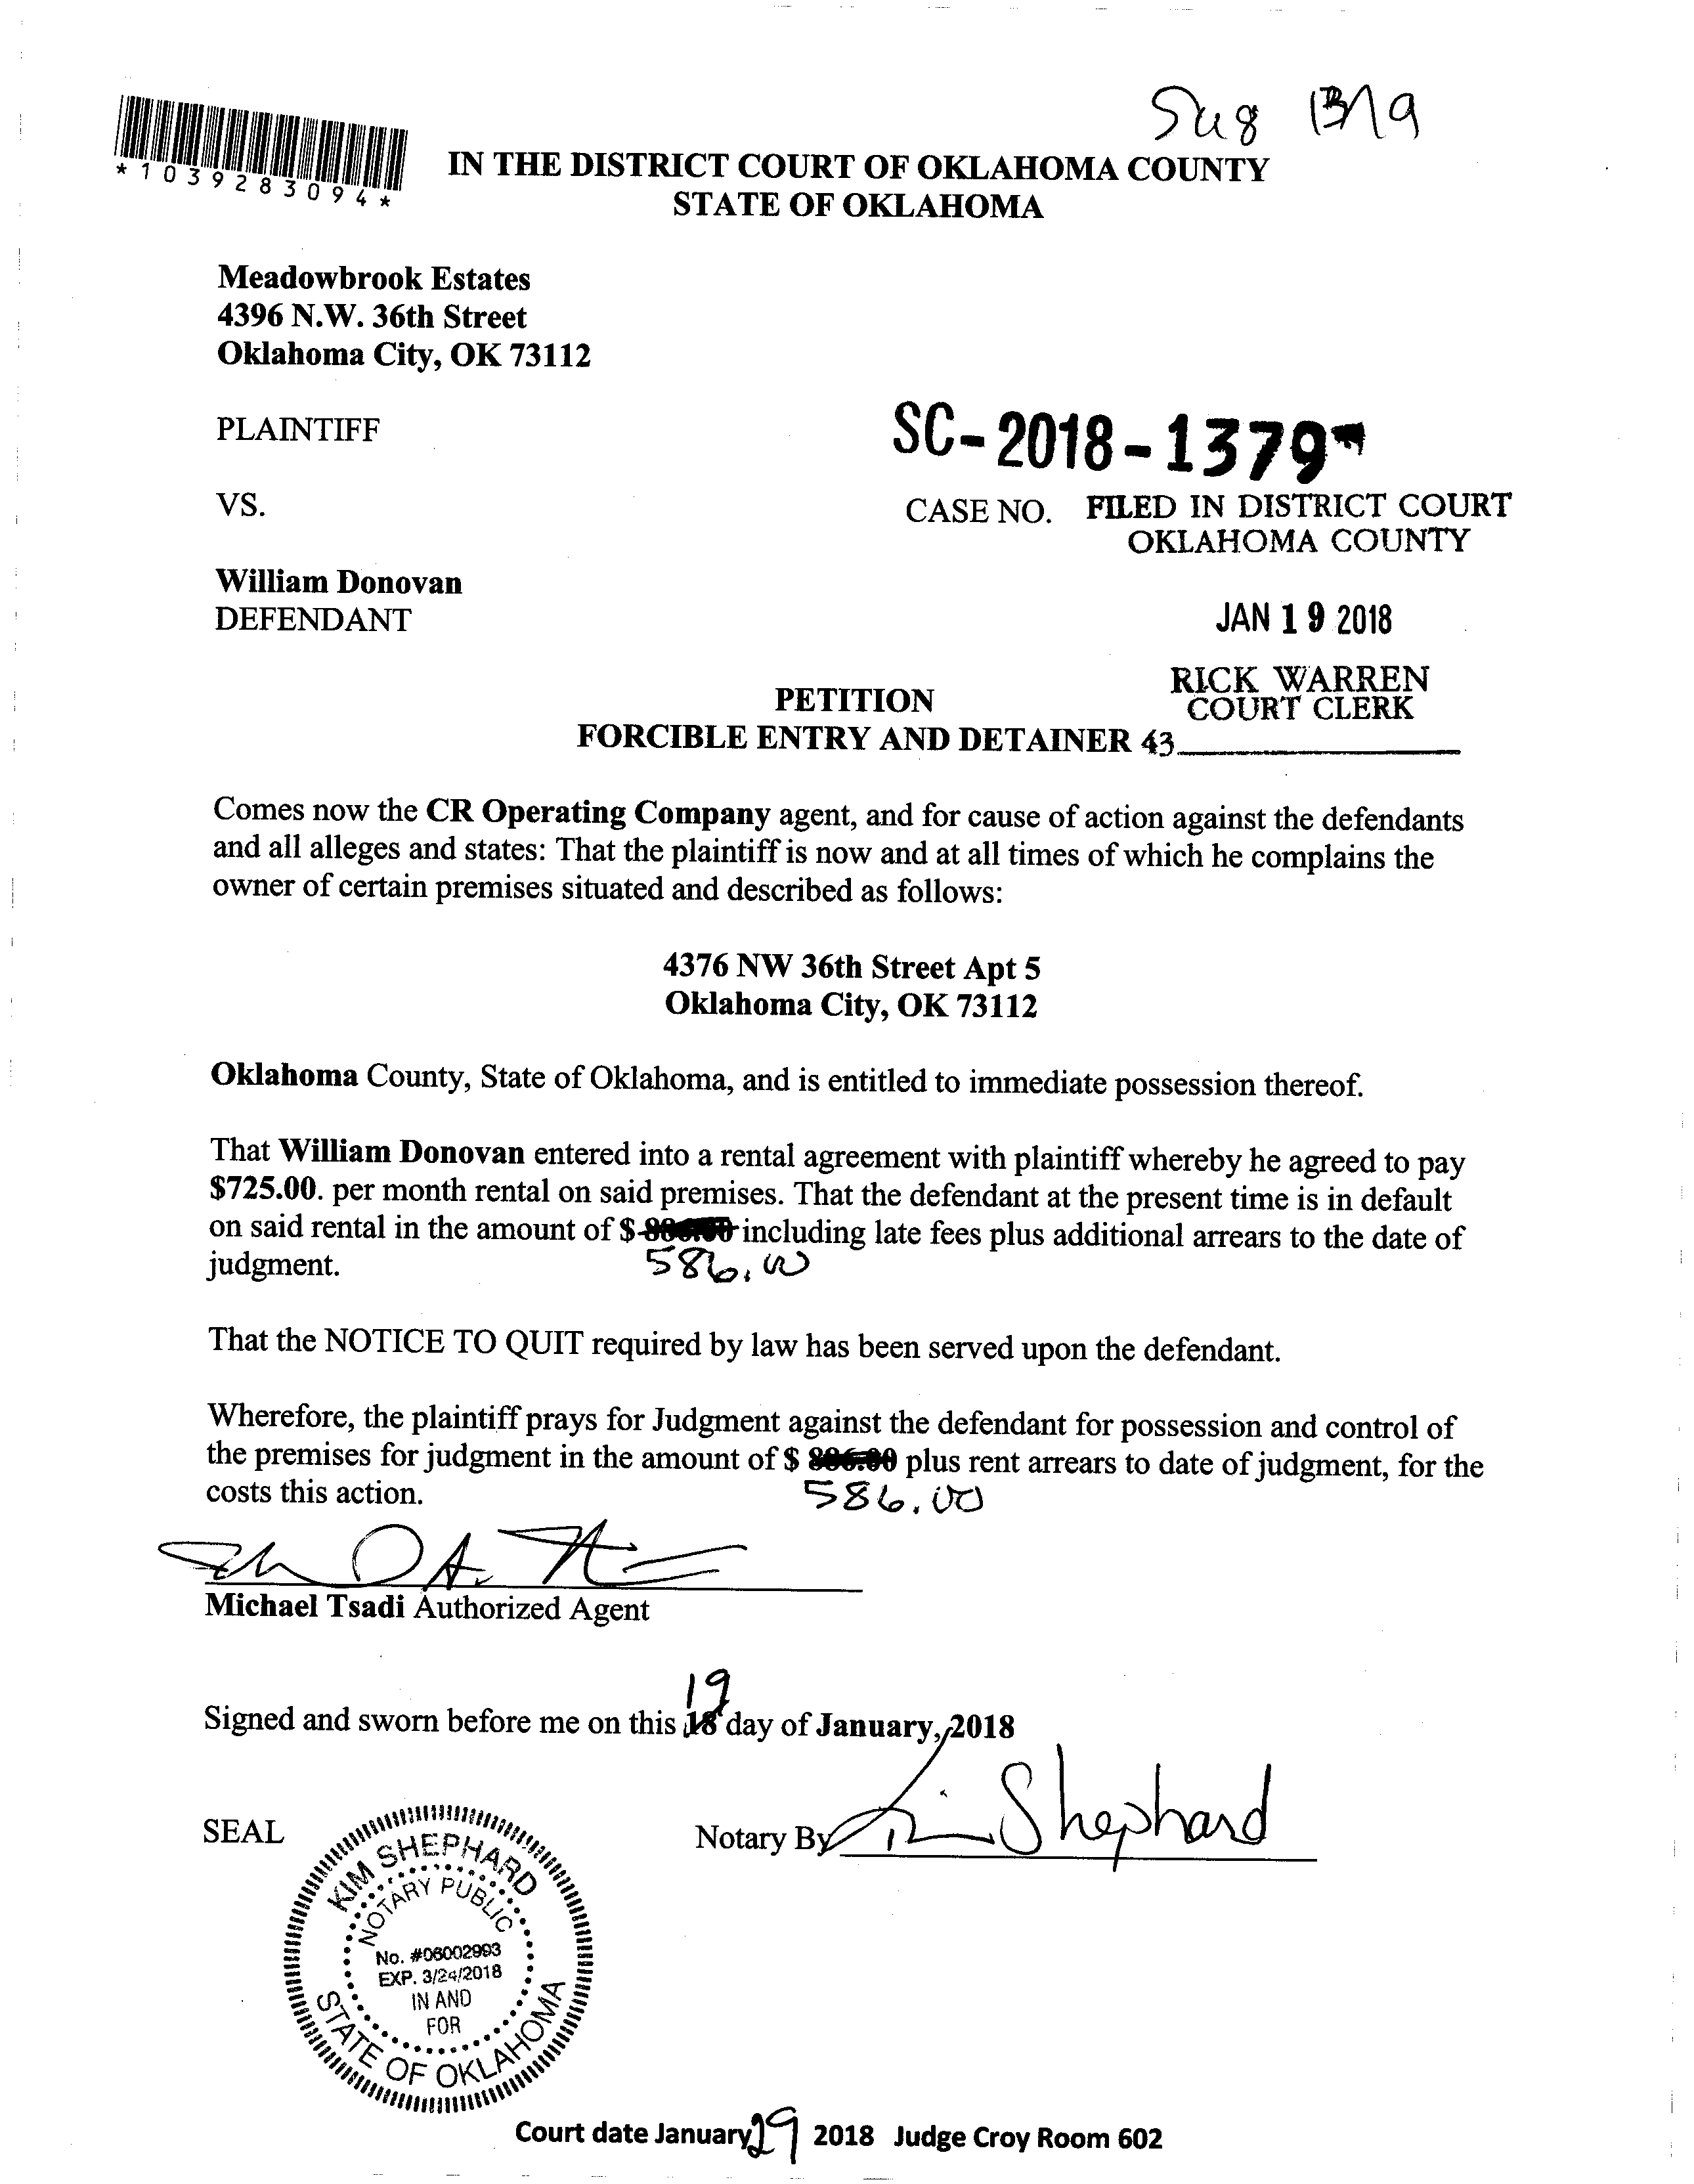 *1039283094*
IN THE DISTRICT COURT OF OKLAHOMA COUNTY
STATE OF OKLAHOMA
Meadowbrook Estates
4396 N.W. 36th Street
Oklahoma City, OK 73112
PLAINTIFF
SC-2018-1379
VS.
CASE NO. FILED IN DISTRICT COURT
OKLAHOMA COUNTY
William Donovan
DEFENDANT
JAN 19 2018
RICK WARREN
COURT CLERK
PETITION
FORCIBLE ENTRY AND DETAINER 43
Comes now the CR Operating Company agent, and for cause of action against the defendants
and all alleges and states: That the plaintiff is now and at all times of which he complains the
owner of certain premises situated and described as follows:
4376 NW 36th Street Apt 5
Oklahoma City, OK 73112
Oklahoma County, State of Oklahoma, and is entitled to immediate possession thereof.
That William Donovan entered into a rental agreement with plaintiff whereby he agreed to pay
$725.00. per month rental on said premises. That the defendant at the present time is in default
on said rental in the amount of $ including late fees plus additional arrears to the date of
judgment. 586.00
That the NOTICE TO QUIT required by law has been served upon the defendant.
Wherefore, the plaintiff prays for Judgment against the defendant for possession and control of
the premises for judgment in the amount of $ plus rent arrears to date of judgment, for the
costs this action. 586.00
Michael Tsadi Authorized Agent
19
Signed and sworn before me on this 18 day of January, 2018
SEAL
Notary By Kim Shephard
KIM SHEPHARD
NOTARY PUBLIC
No. #06002993
EXP. 3/24/2018
IN AND
FOR
STATE OF OKLAHOMA
Court date January 29 2018 Judge Croy Room 602